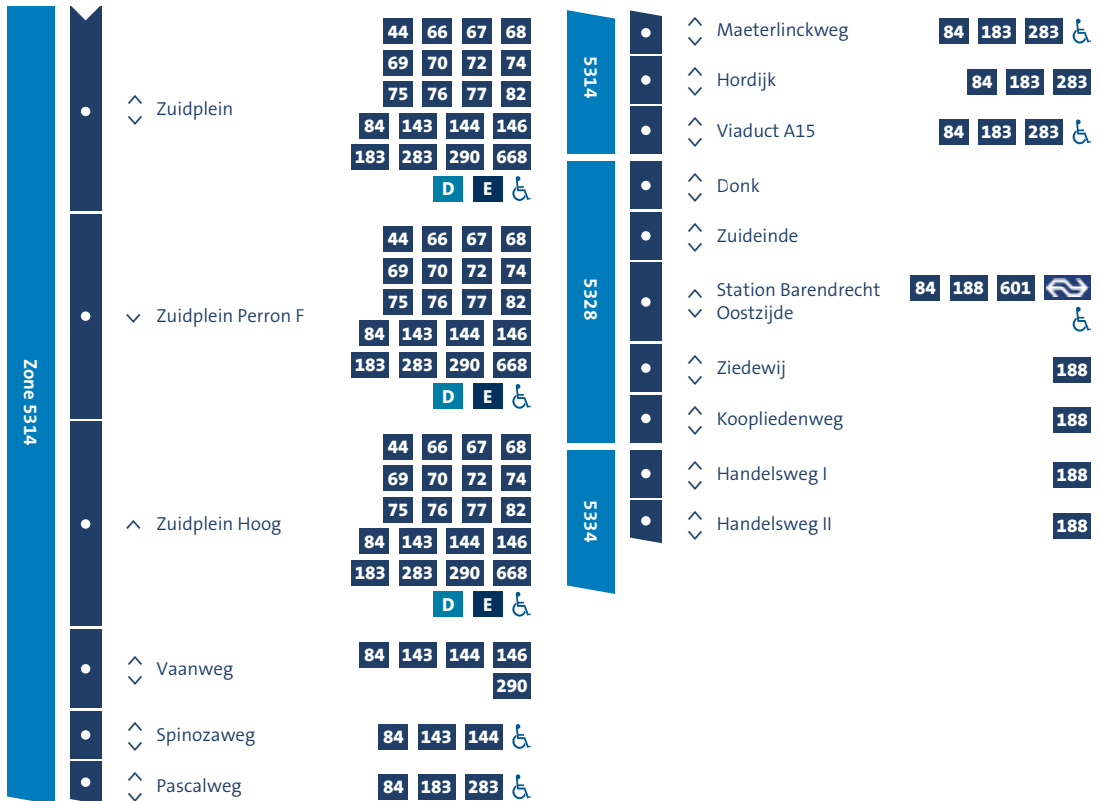 Zone 5314
Zuidplein
44 66 67 68
69 70 72 74
75 76 77 82
84 143 144 146
183 283 290 668
D E
Zuidplein Perron F
44 66 67 68
69 70 72 74
75 76 77 82
84 143 144 146
183 283 290 668
D E
Zuidplein Hoog
44 66 67 68
69 70 72 74
75 76 77 82
84 143 144 146
183 283 290 668
D E
Vaanweg 84 143 144 146
290
Spinozaweg 84 143 144
Pascalweg 84 183 283
5314
Maeterlinckweg 84 183 283
Hordijk 84 183 283
Viaduct A15 84 183 283
5328
Donk
Zuideinde
Station Barendrecht 84 188 601
Oostzijde
Ziedewij 188
Koopliedenweg 188
5334
Handelsweg I 188
Handelsweg II 188